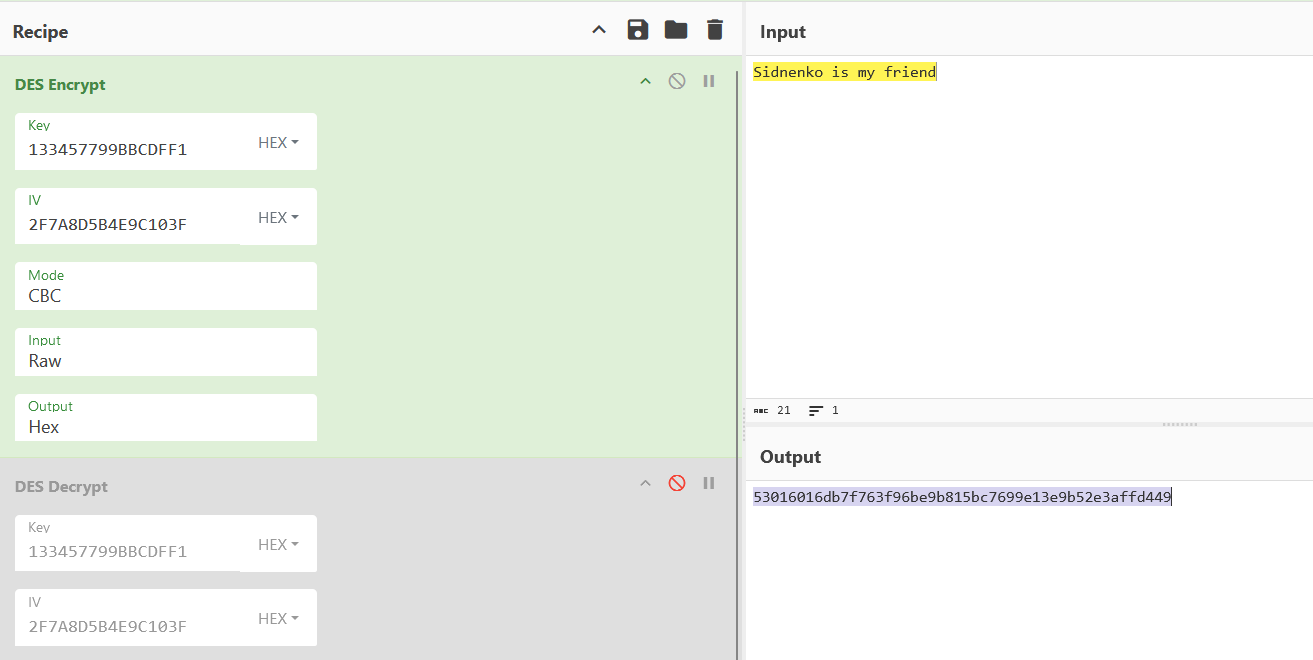 Recipe
DES Encrypt
Key
133457799BBCDFF1
HEX
IV
2F7A8D5B4E9C103F
HEX
Mode
CBC
Input
Raw
Output
Hex
DES Decrypt
Key
133457799BBCDFF1
HEX
IV
2F7A8D5B4E9C103F
HEX
Input
Sidnenko is my friend
ABC 21 1
Output
53016016db7f763f96be9b815bc7699e13e9b52e3affd449